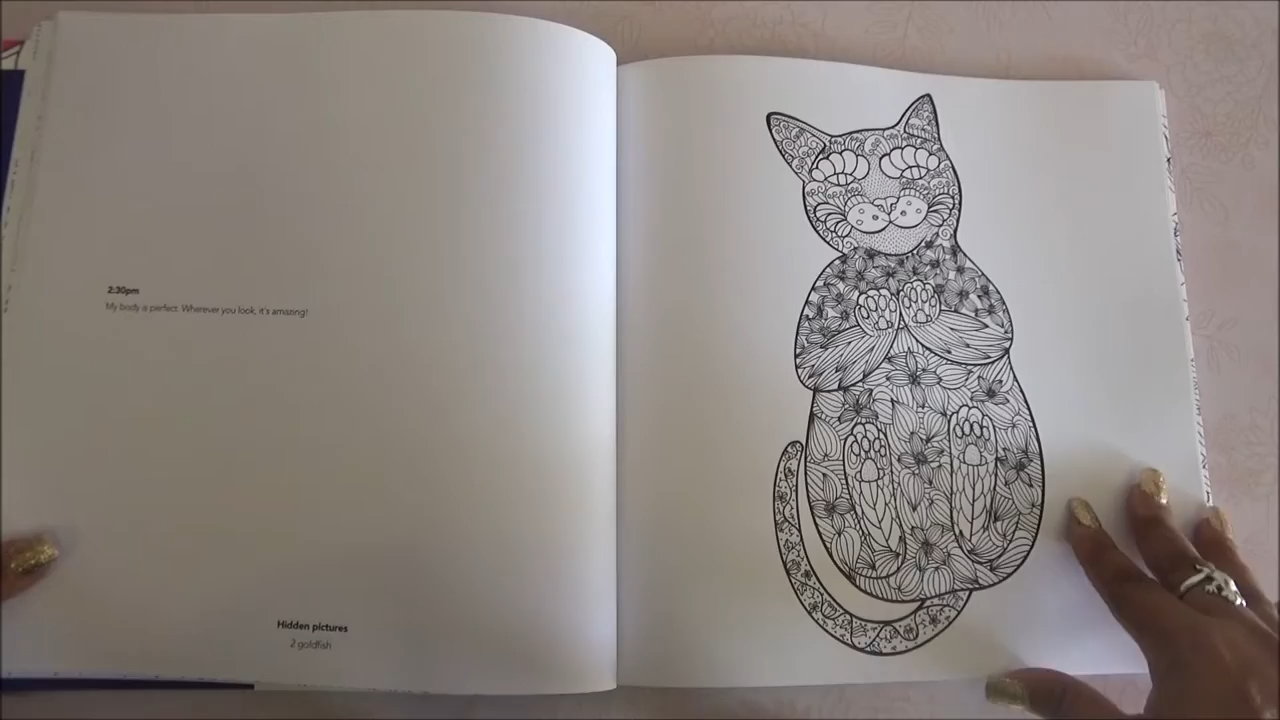 2:30pm
My body is perfect. Wherever you look, it's amazing!
Hidden pictures
2 goldfish